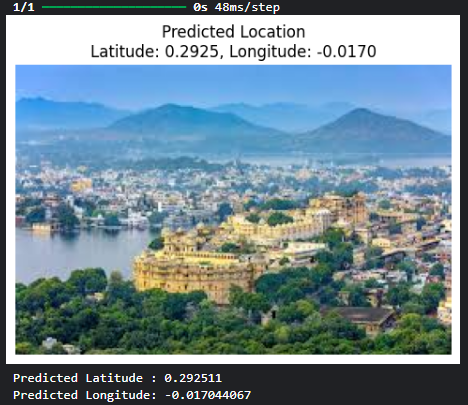 1/1 ━━━━━━━━━━━━━━━━━━━━ 0s 48ms/step
Predicted Location
Latitude: 0.2925, Longitude: -0.0170
Predicted Latitude : 0.292511
Predicted Longitude: -0.017044067